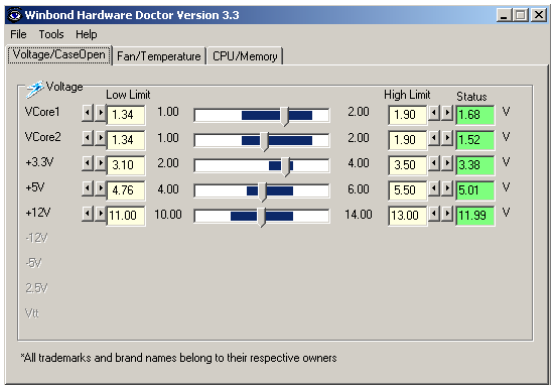 Winbond Hardware Doctor Version 3.3
File Tools Help
Voltage/CaseOpen Fan/Temperature CPU/Memory
Voltage
Low Limit High Limit Status
VCore1 1.34 1.00 2.00 1.90 1.68 V
VCore2 1.34 1.00 2.00 1.90 1.52 V
+3.3V 3.10 2.00 4.00 3.50 3.38 V
+5V 4.76 4.00 6.00 5.50 5.01 V
+12V 11.00 10.00 14.00 13.00 11.99 V
-12V
-5V
2.5V
Vtt
*All trademarks and brand names belong to their respective owners